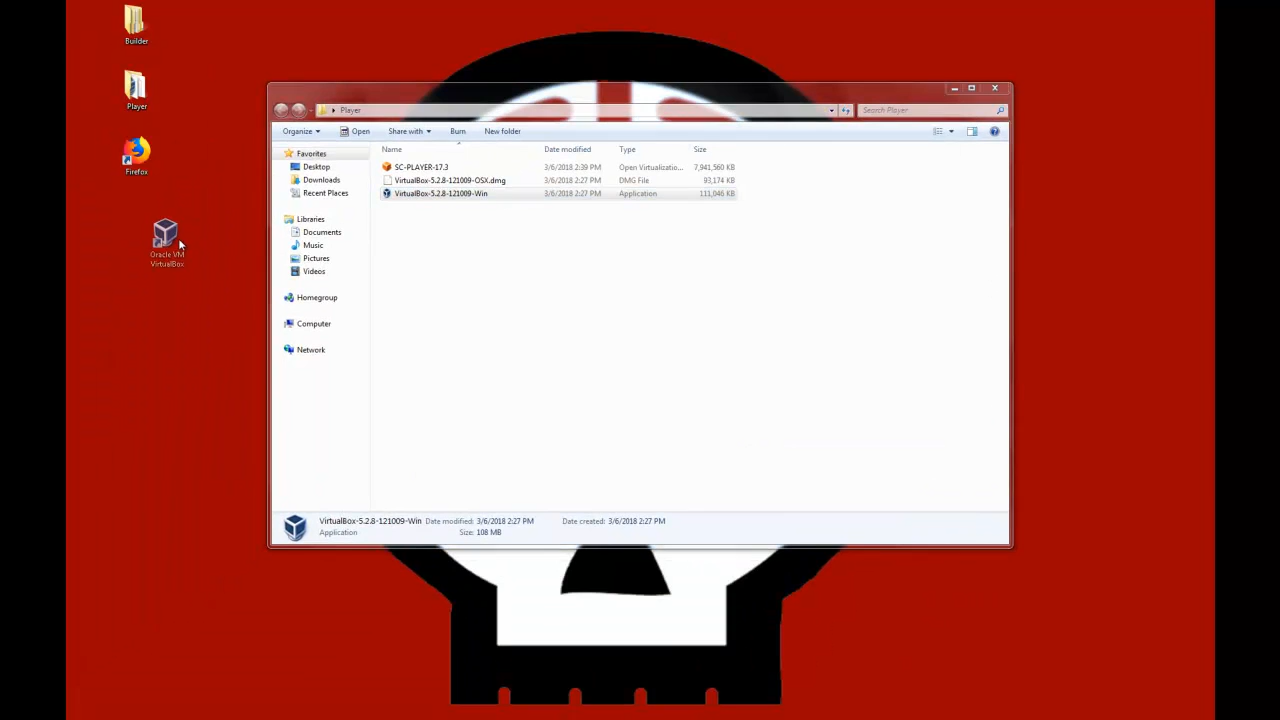 Builder
Player
Firefox
Oracle VM
VirtualBox
Player
Search Player
Organize
Open
Share with
Burn
New folder
Favorites
Desktop
Downloads
Recent Places
Libraries
Documents
Music
Pictures
Videos
Homegroup
Computer
Network
Name Date modified Type Size
SC-PLAYER-17.3 3/6/2018 2:39 PM Open Virtualizatio... 7,941,560 KB
VirtualBox-5.2.8-121009-OSX.dmg 3/6/2018 2:27 PM DMG File 93,174 KB
VirtualBox-5.2.8-121009-Win 3/6/2018 2:27 PM Application 111,046 KB
VirtualBox-5.2.8-121009-Win Date modified: 3/6/2018 2:27 PM Date created: 3/6/2018 2:27 PM
Application Size: 108 MB